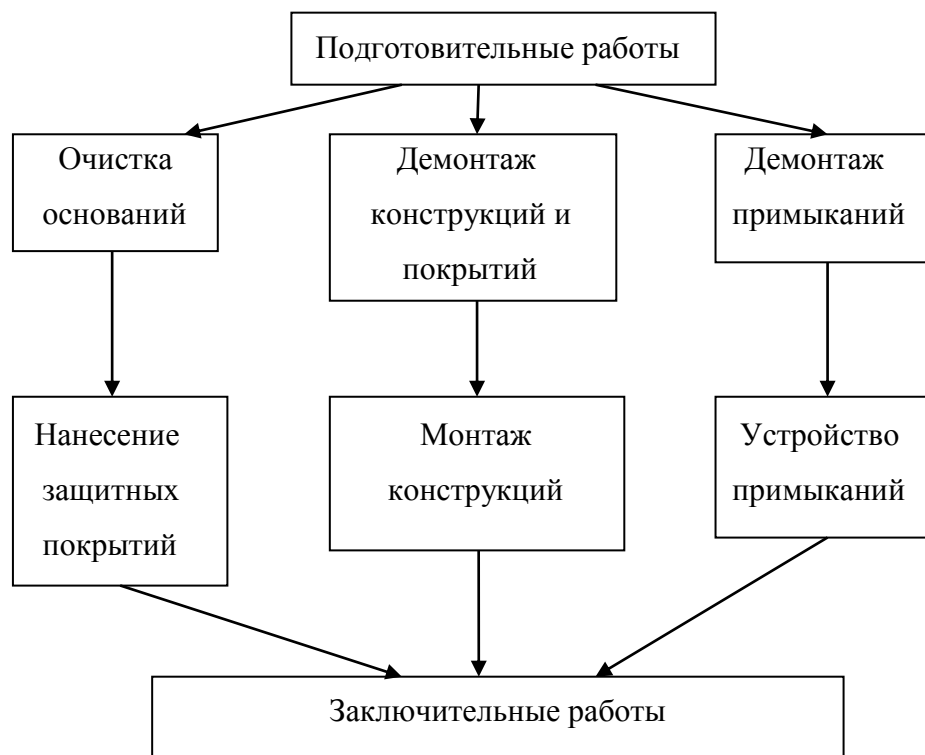 Подготовительные работы
Очистка
оснований
Демонтаж
конструкций и
покрытий
Демонтаж
примыканий
Нанесение
защитных
покрытий
Монтаж
конструкций
Устройство
примыканий
Заключительные работы